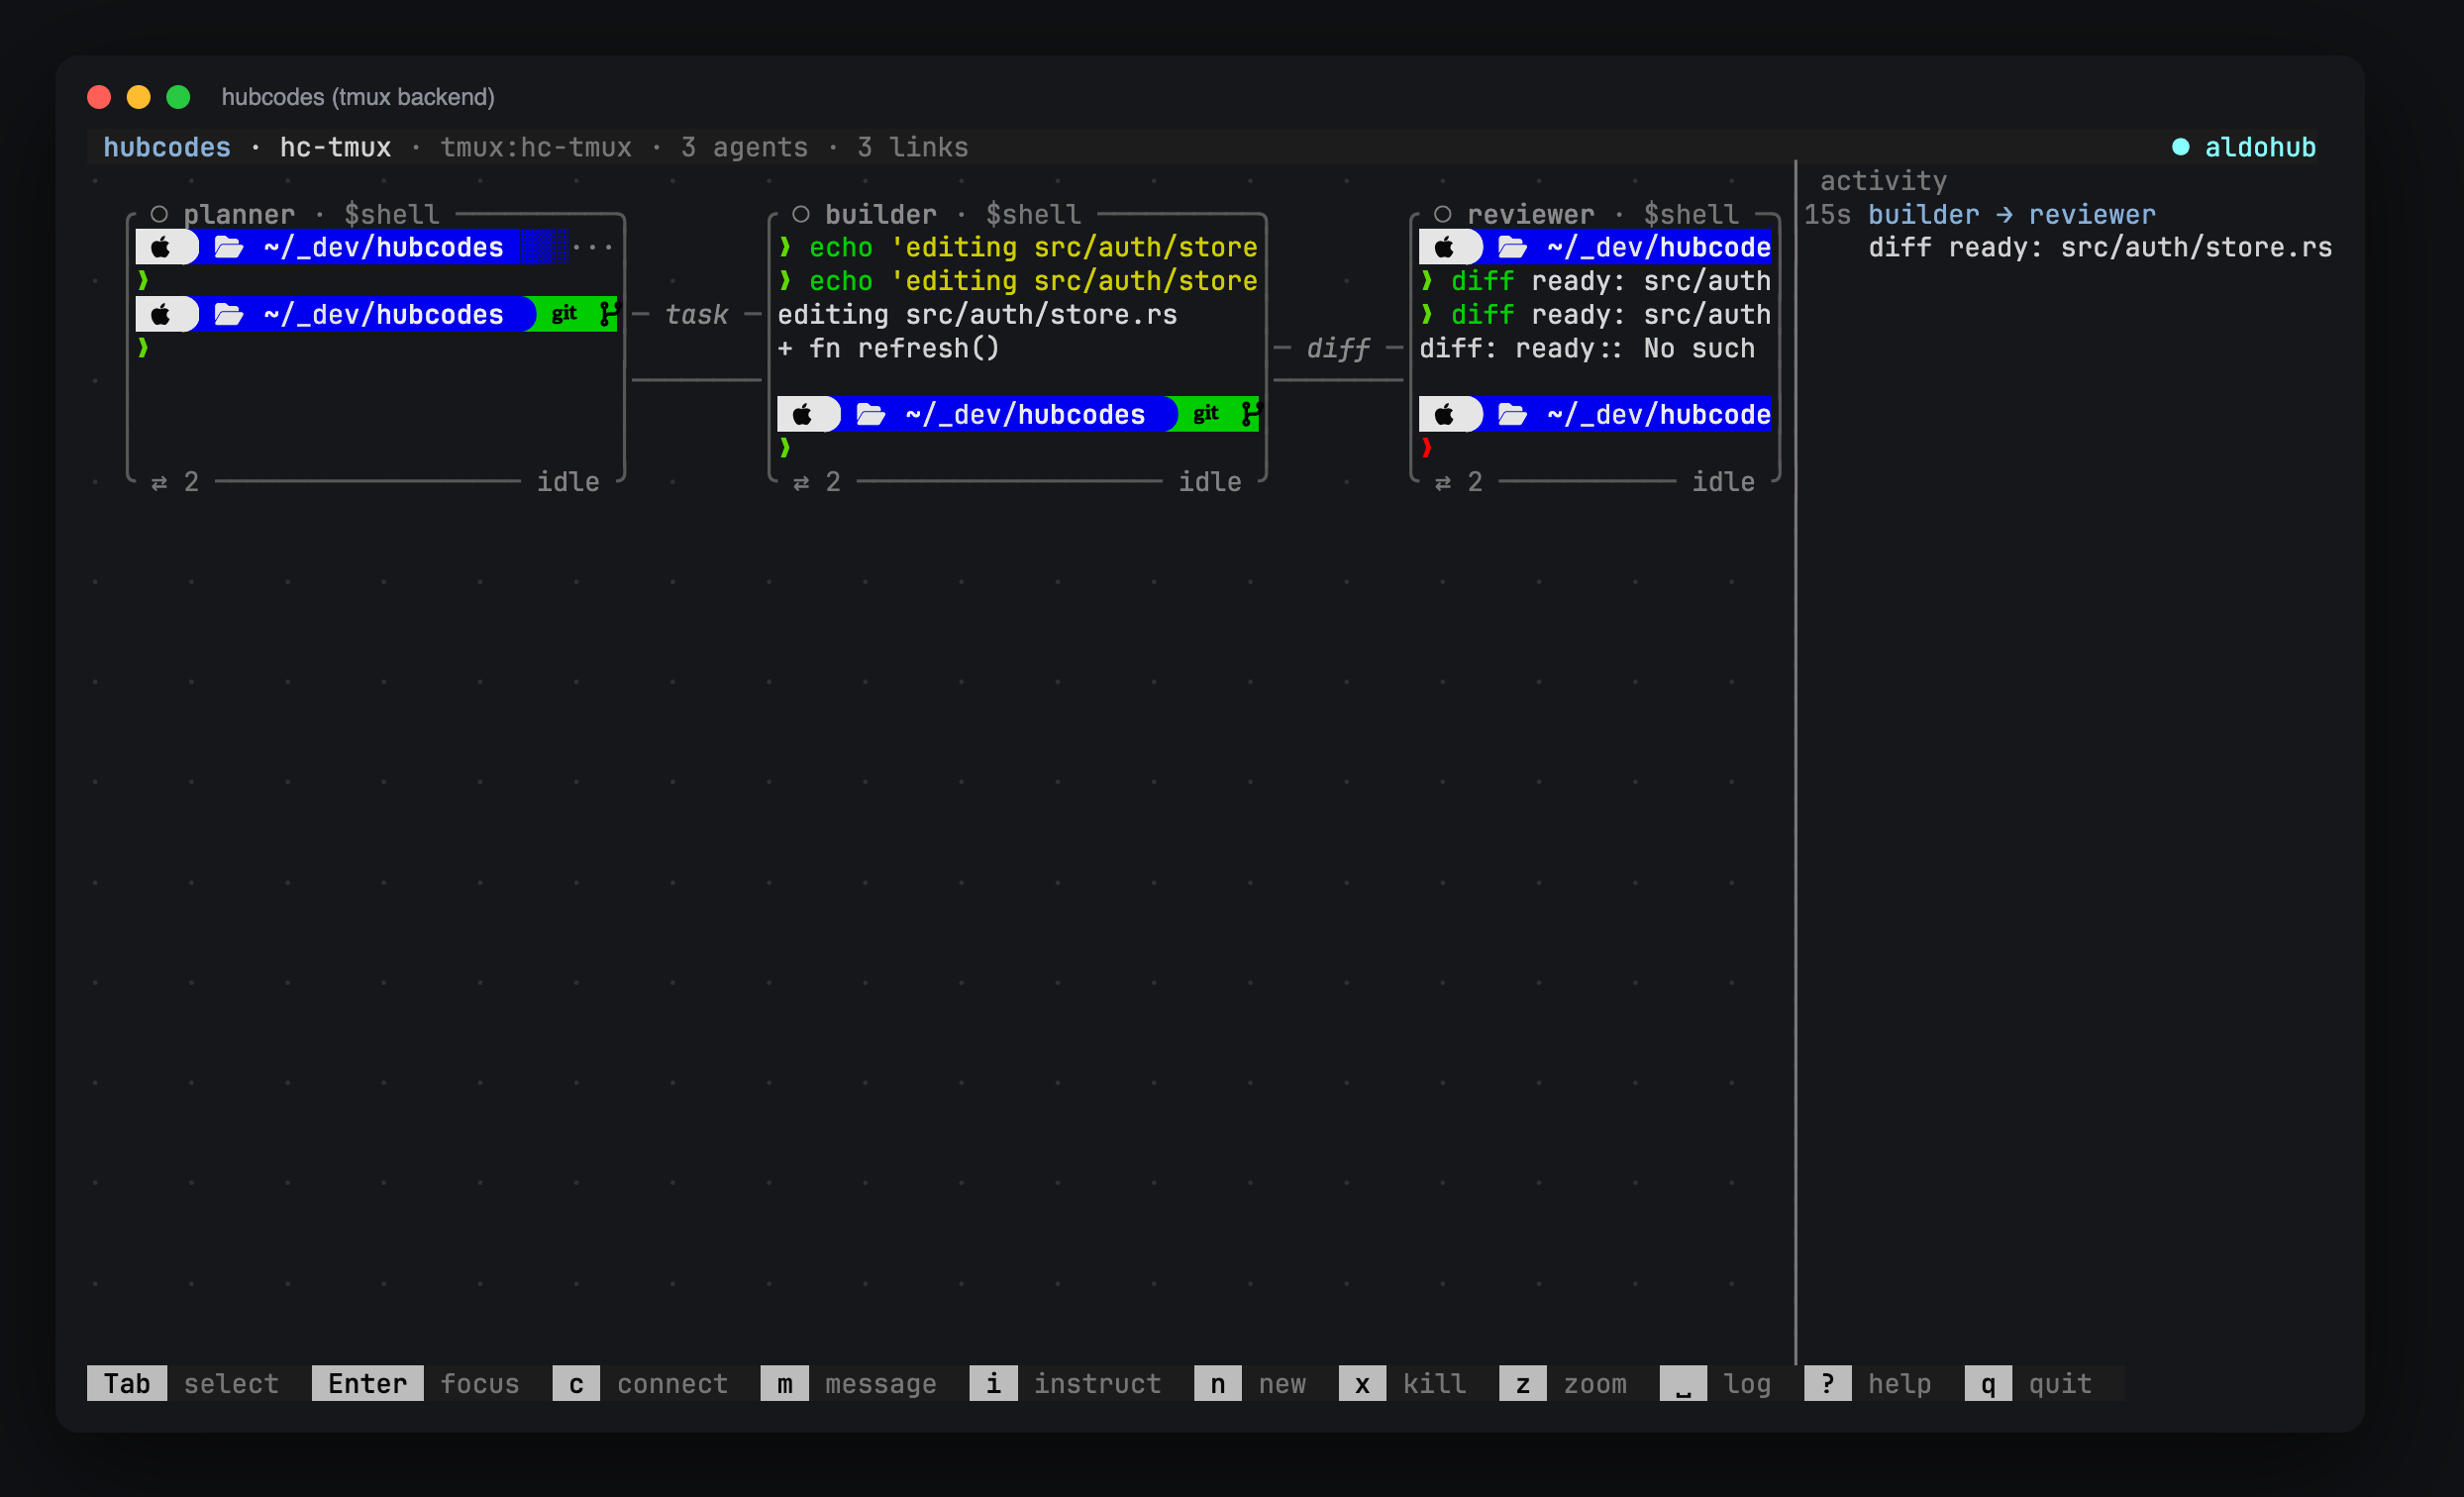 hubcodes (tmux backend)
hubcodes · hc-tmux · tmux:hc-tmux · 3 agents · 3 links
● aldohub
○ planner · $shell
~/_dev/hubcodes ···
❯
~/_dev/hubcodes git
❯
⇄ 2 idle
task
○ builder · $shell
❯ echo 'editing src/auth/store
❯ echo 'editing src/auth/store
editing src/auth/store.rs
+ fn refresh()
~/_dev/hubcodes git
❯
⇄ 2 idle
diff
○ reviewer · $shell
~/_dev/hubcode
❯ diff ready: src/auth
❯ diff ready: src/auth
diff: ready:: No such
~/_dev/hubcode
❯
⇄ 2 idle
activity
15s builder → reviewer
diff ready: src/auth/store.rs
Tab select Enter focus c connect m message i instruct n new x kill z zoom ␣ log ? help q quit